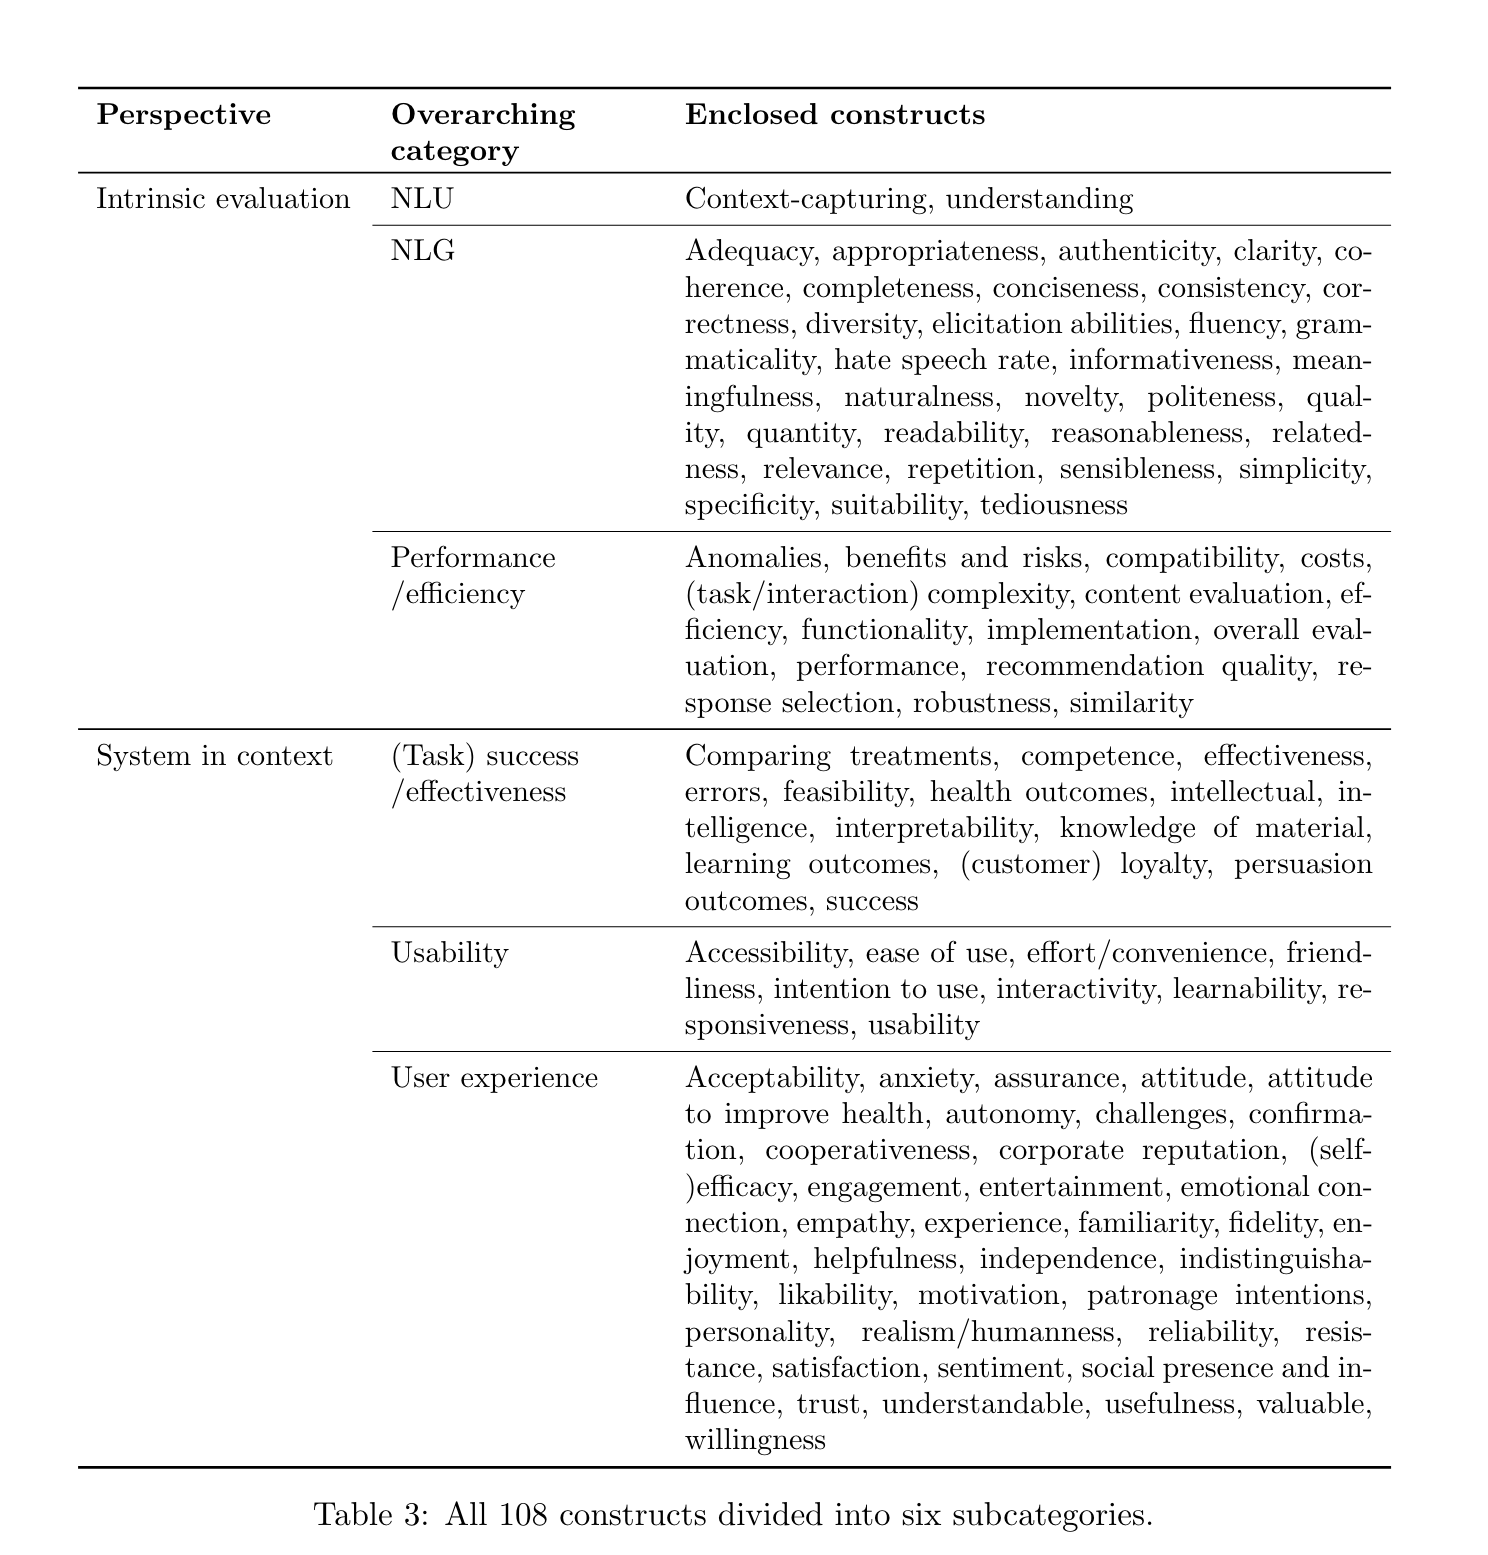 Perspective
Overarching
category
Enclosed constructs
Intrinsic evaluation
NLU
Context-capturing, understanding
NLG
Adequacy, appropriateness, authenticity, clarity, co-
herence, completeness, conciseness, consistency, cor-
rectness, diversity, elicitation abilities, fluency, gram-
maticality, hate speech rate, informativeness, mean-
ingfulness, naturalness, novelty, politeness, qual-
ity, quantity, readability, reasonableness, related-
ness, relevance, repetition, sensibleness, simplicity,
specificity, suitability, tediousness
Performance
/efficiency
Anomalies, benefits and risks, compatibility, costs,
(task/interaction) complexity, content evaluation, ef-
ficiency, functionality, implementation, overall eval-
uation, performance, recommendation quality, re-
sponse selection, robustness, similarity
System in context
(Task) success
/effectiveness
Comparing treatments, competence, effectiveness,
errors, feasibility, health outcomes, intellectual, in-
telligence, interpretability, knowledge of material,
learning outcomes, (customer) loyalty, persuasion
outcomes, success
Usability
Accessibility, ease of use, effort/convenience, friend-
liness, intention to use, interactivity, learnability, re-
sponsiveness, usability
User experience
Acceptability, anxiety, assurance, attitude, attitude
to improve health, autonomy, challenges, confirma-
tion, cooperativeness, corporate reputation, (self-
)efficacy, engagement, entertainment, emotional con-
nection, empathy, experience, familiarity, fidelity, en-
joyment, helpfulness, independence, indistinguisha-
bility, likability, motivation, patronage intentions,
personality, realism/humanness, reliability, resis-
tance, satisfaction, sentiment, social presence and in-
fluence, trust, understandable, usefulness, valuable,
willingness
Table 3: All 108 constructs divided into six subcategories.